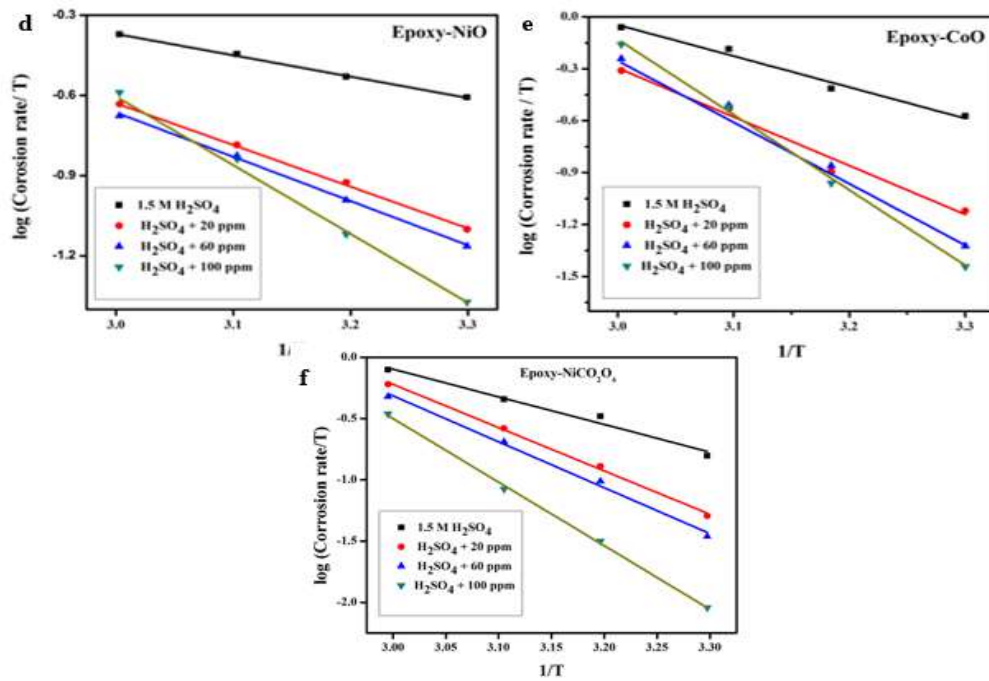 d
Epoxy-NiO
log (Corosion rate/ T)
-0.3
-0.6
-0.9
-1.2
1.5 M H₂SO₄
H₂SO₄ + 20 ppm
H₂SO₄ + 60 ppm
H₂SO₄ + 100 ppm
3.0 3.1 3.2 3.3
e
Epoxy-CoO
log (Corrosion rate / T)
0.0
-0.3
-0.6
-0.9
-1.2
-1.5
1.5 M H₂SO₄
H₂SO₄ + 20 ppm
H₂SO₄ + 60 ppm
H₂SO₄ + 100 ppm
3.0 3.1 3.2 3.3
1/T
f
Epoxy-NiCO₂O₄
log (Corrosion rate/T)
0.0
-0.5
-1.0
-1.5
-2.0
1.5 M H₂SO₄
H₂SO₄ + 20 ppm
H₂SO₄ + 60 ppm
H₂SO₄ + 100 ppm
3.00 3.05 3.10 3.15 3.20 3.25 3.30
1/T